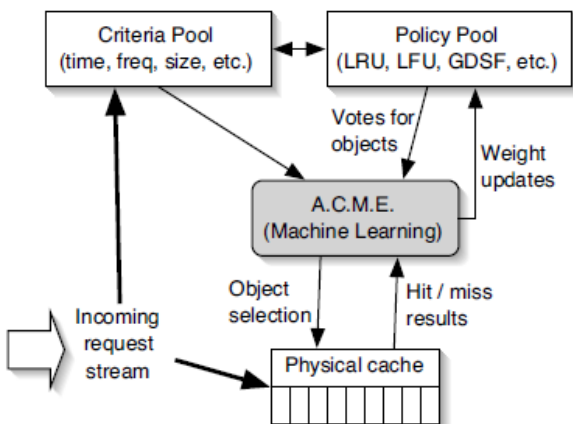 Criteria Pool
(time, freq, size, etc.)
Policy Pool
(LRU, LFU, GDSF, etc.)
Votes for
objects
Weight
updates
A.C.M.E.
(Machine Learning)
Object
selection
Hit / miss
results
Incoming
request
stream
Physical cache